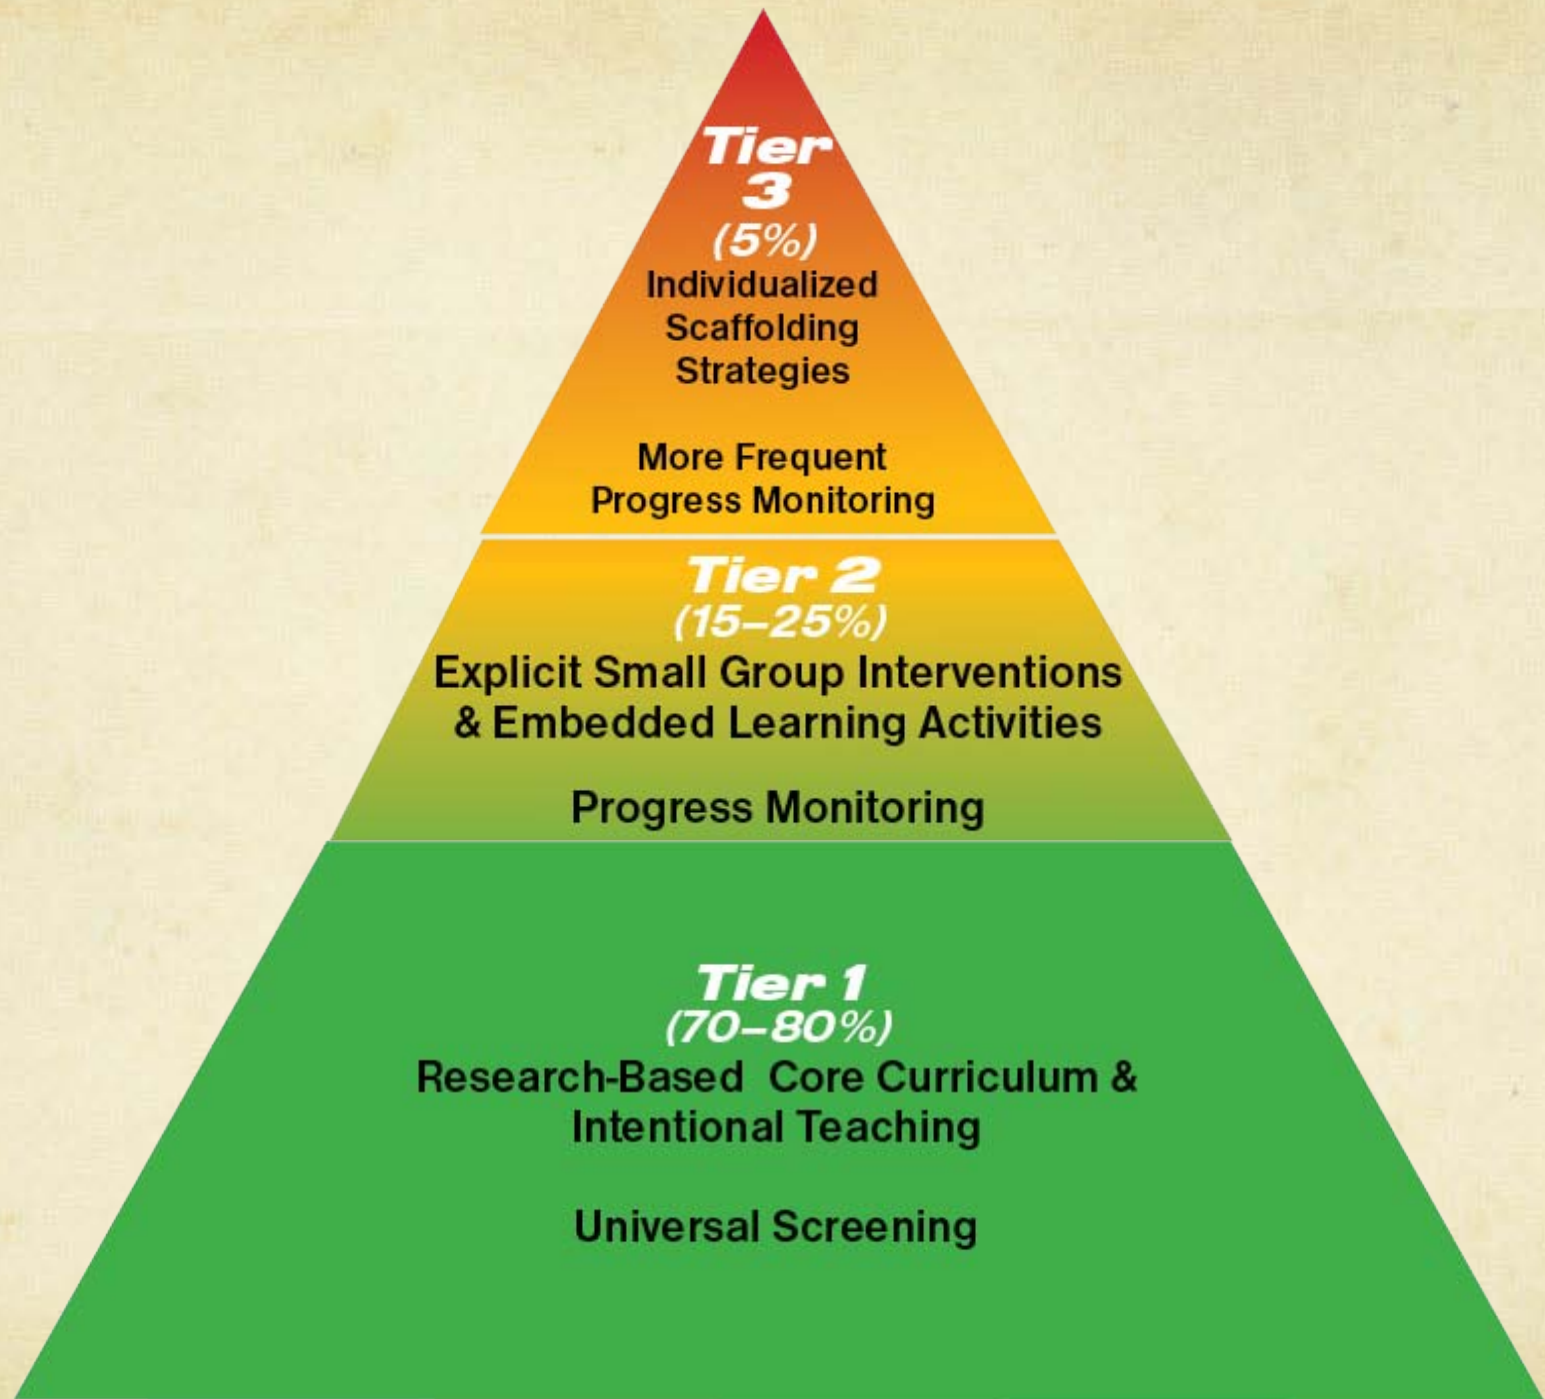 Tier
3
(5%)
Individualized
Scaffolding
Strategies
More Frequent
Progress Monitoring
Tier 2
(15–25%)
Explicit Small Group Interventions
& Embedded Learning Activities
Progress Monitoring
Tier 1
(70–80%)
Research-Based  Core Curriculum &
Intentional Teaching
Universal Screening